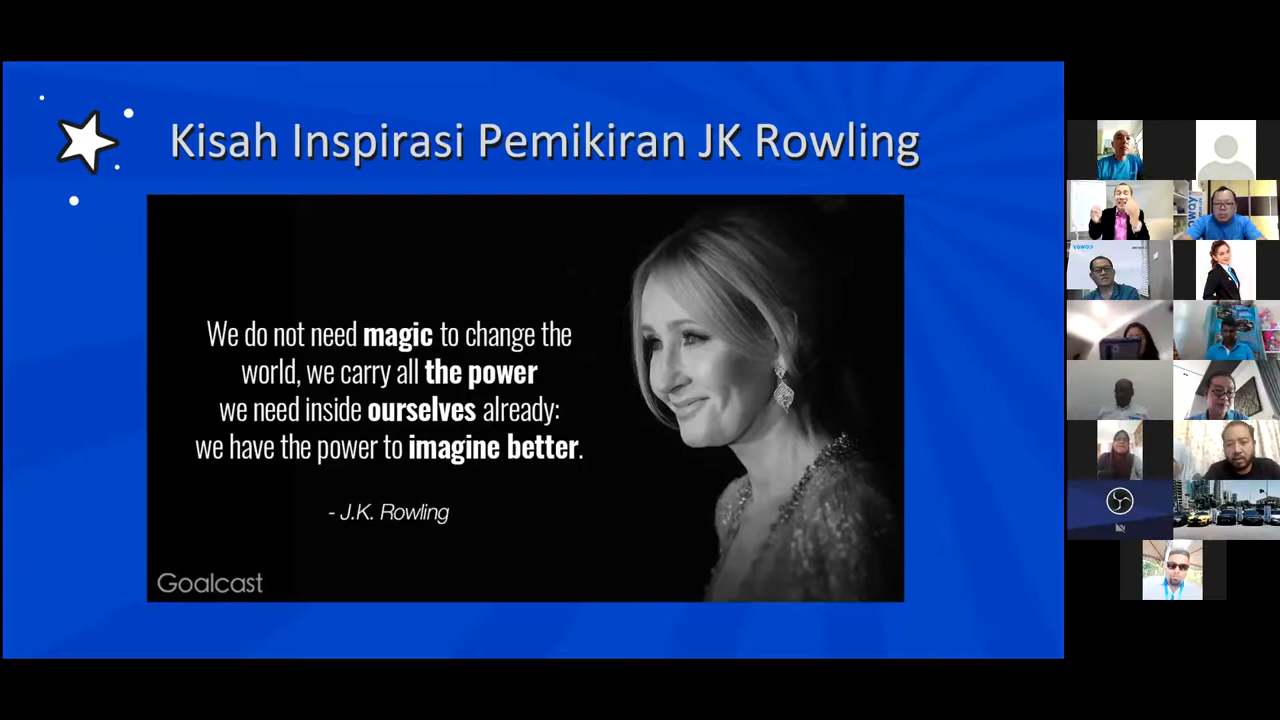 Kisah Inspirasi Pemikiran JK Rowling
We do not need magic to change the
world, we carry all the power
we need inside ourselves already:
we have the power to imagine better.
- J.K. Rowling
Goalcast
coway